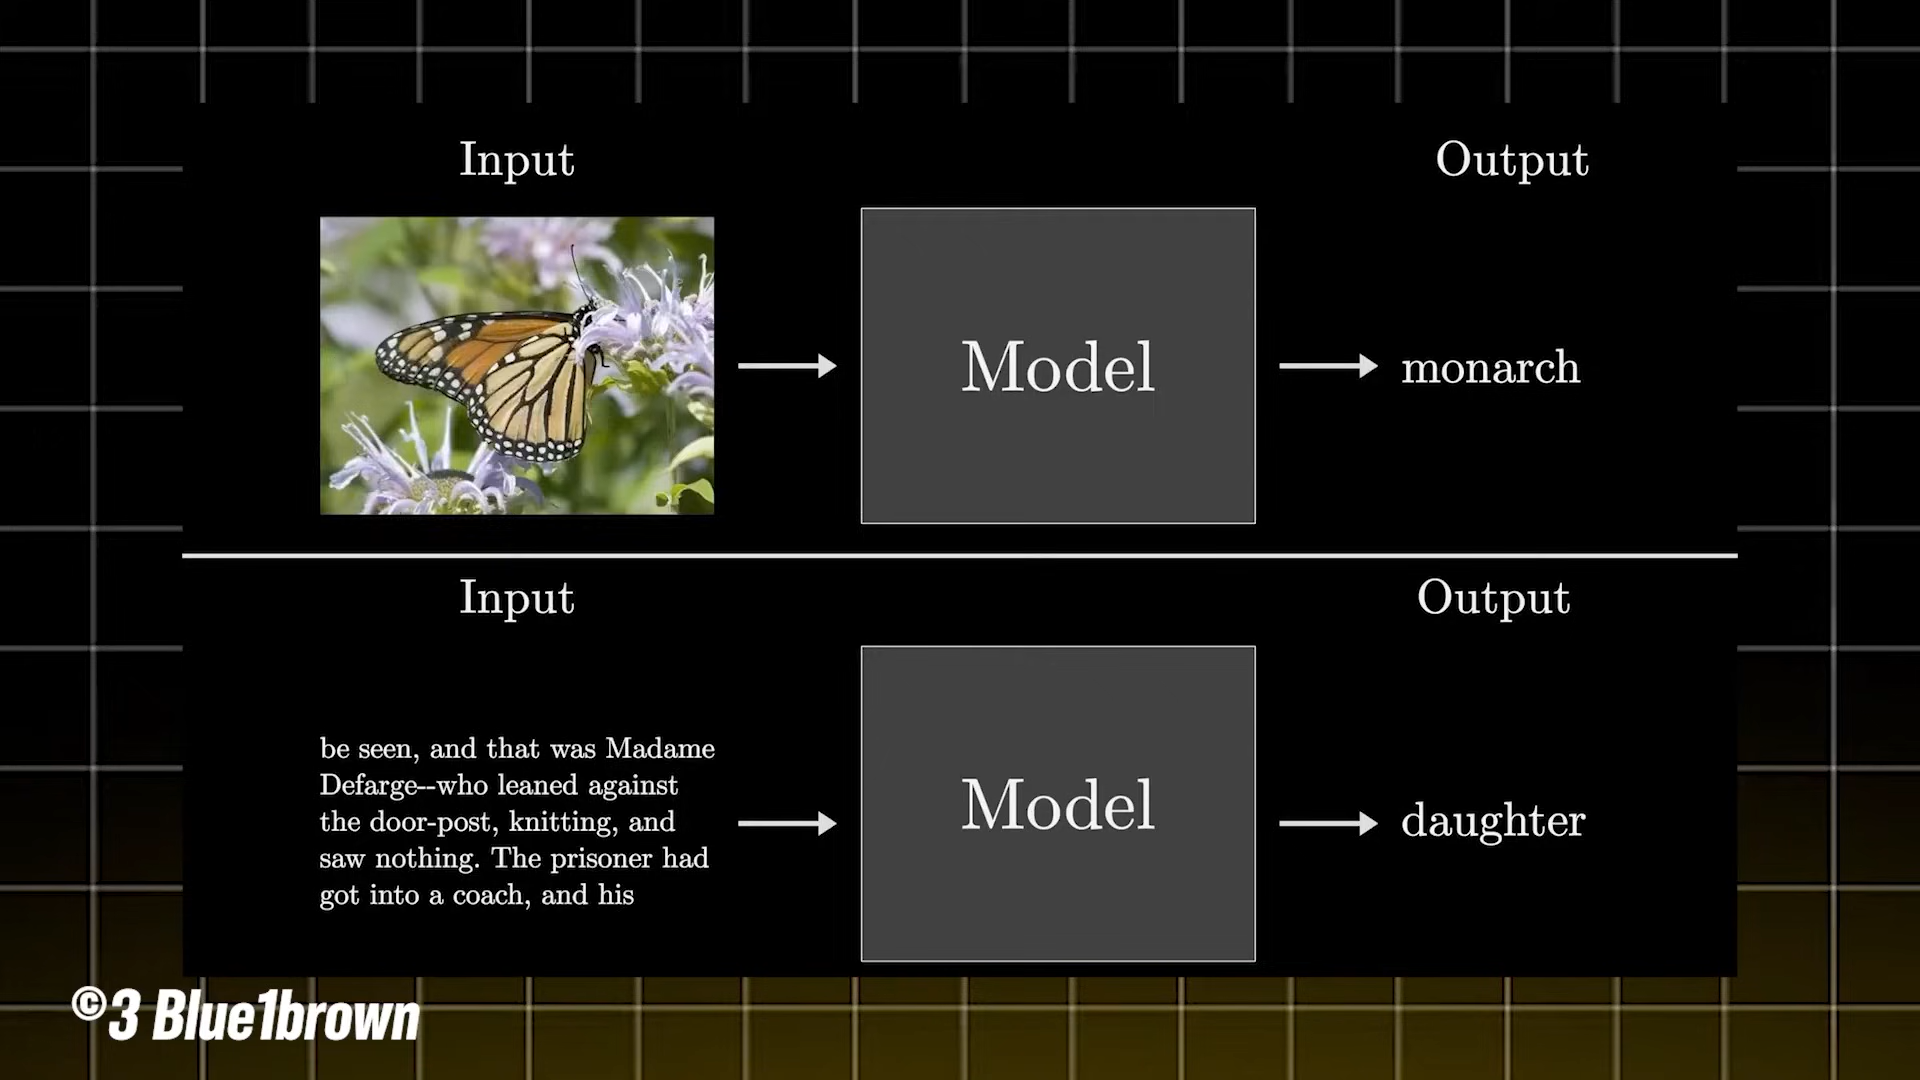 Input
Output
Model
monarch
Input
Output
be seen, and that was Madame
Defarge--who leaned against
the door-post, knitting, and
saw nothing. The prisoner had
got into a coach, and his
Model
daughter
©3 Blue1brown